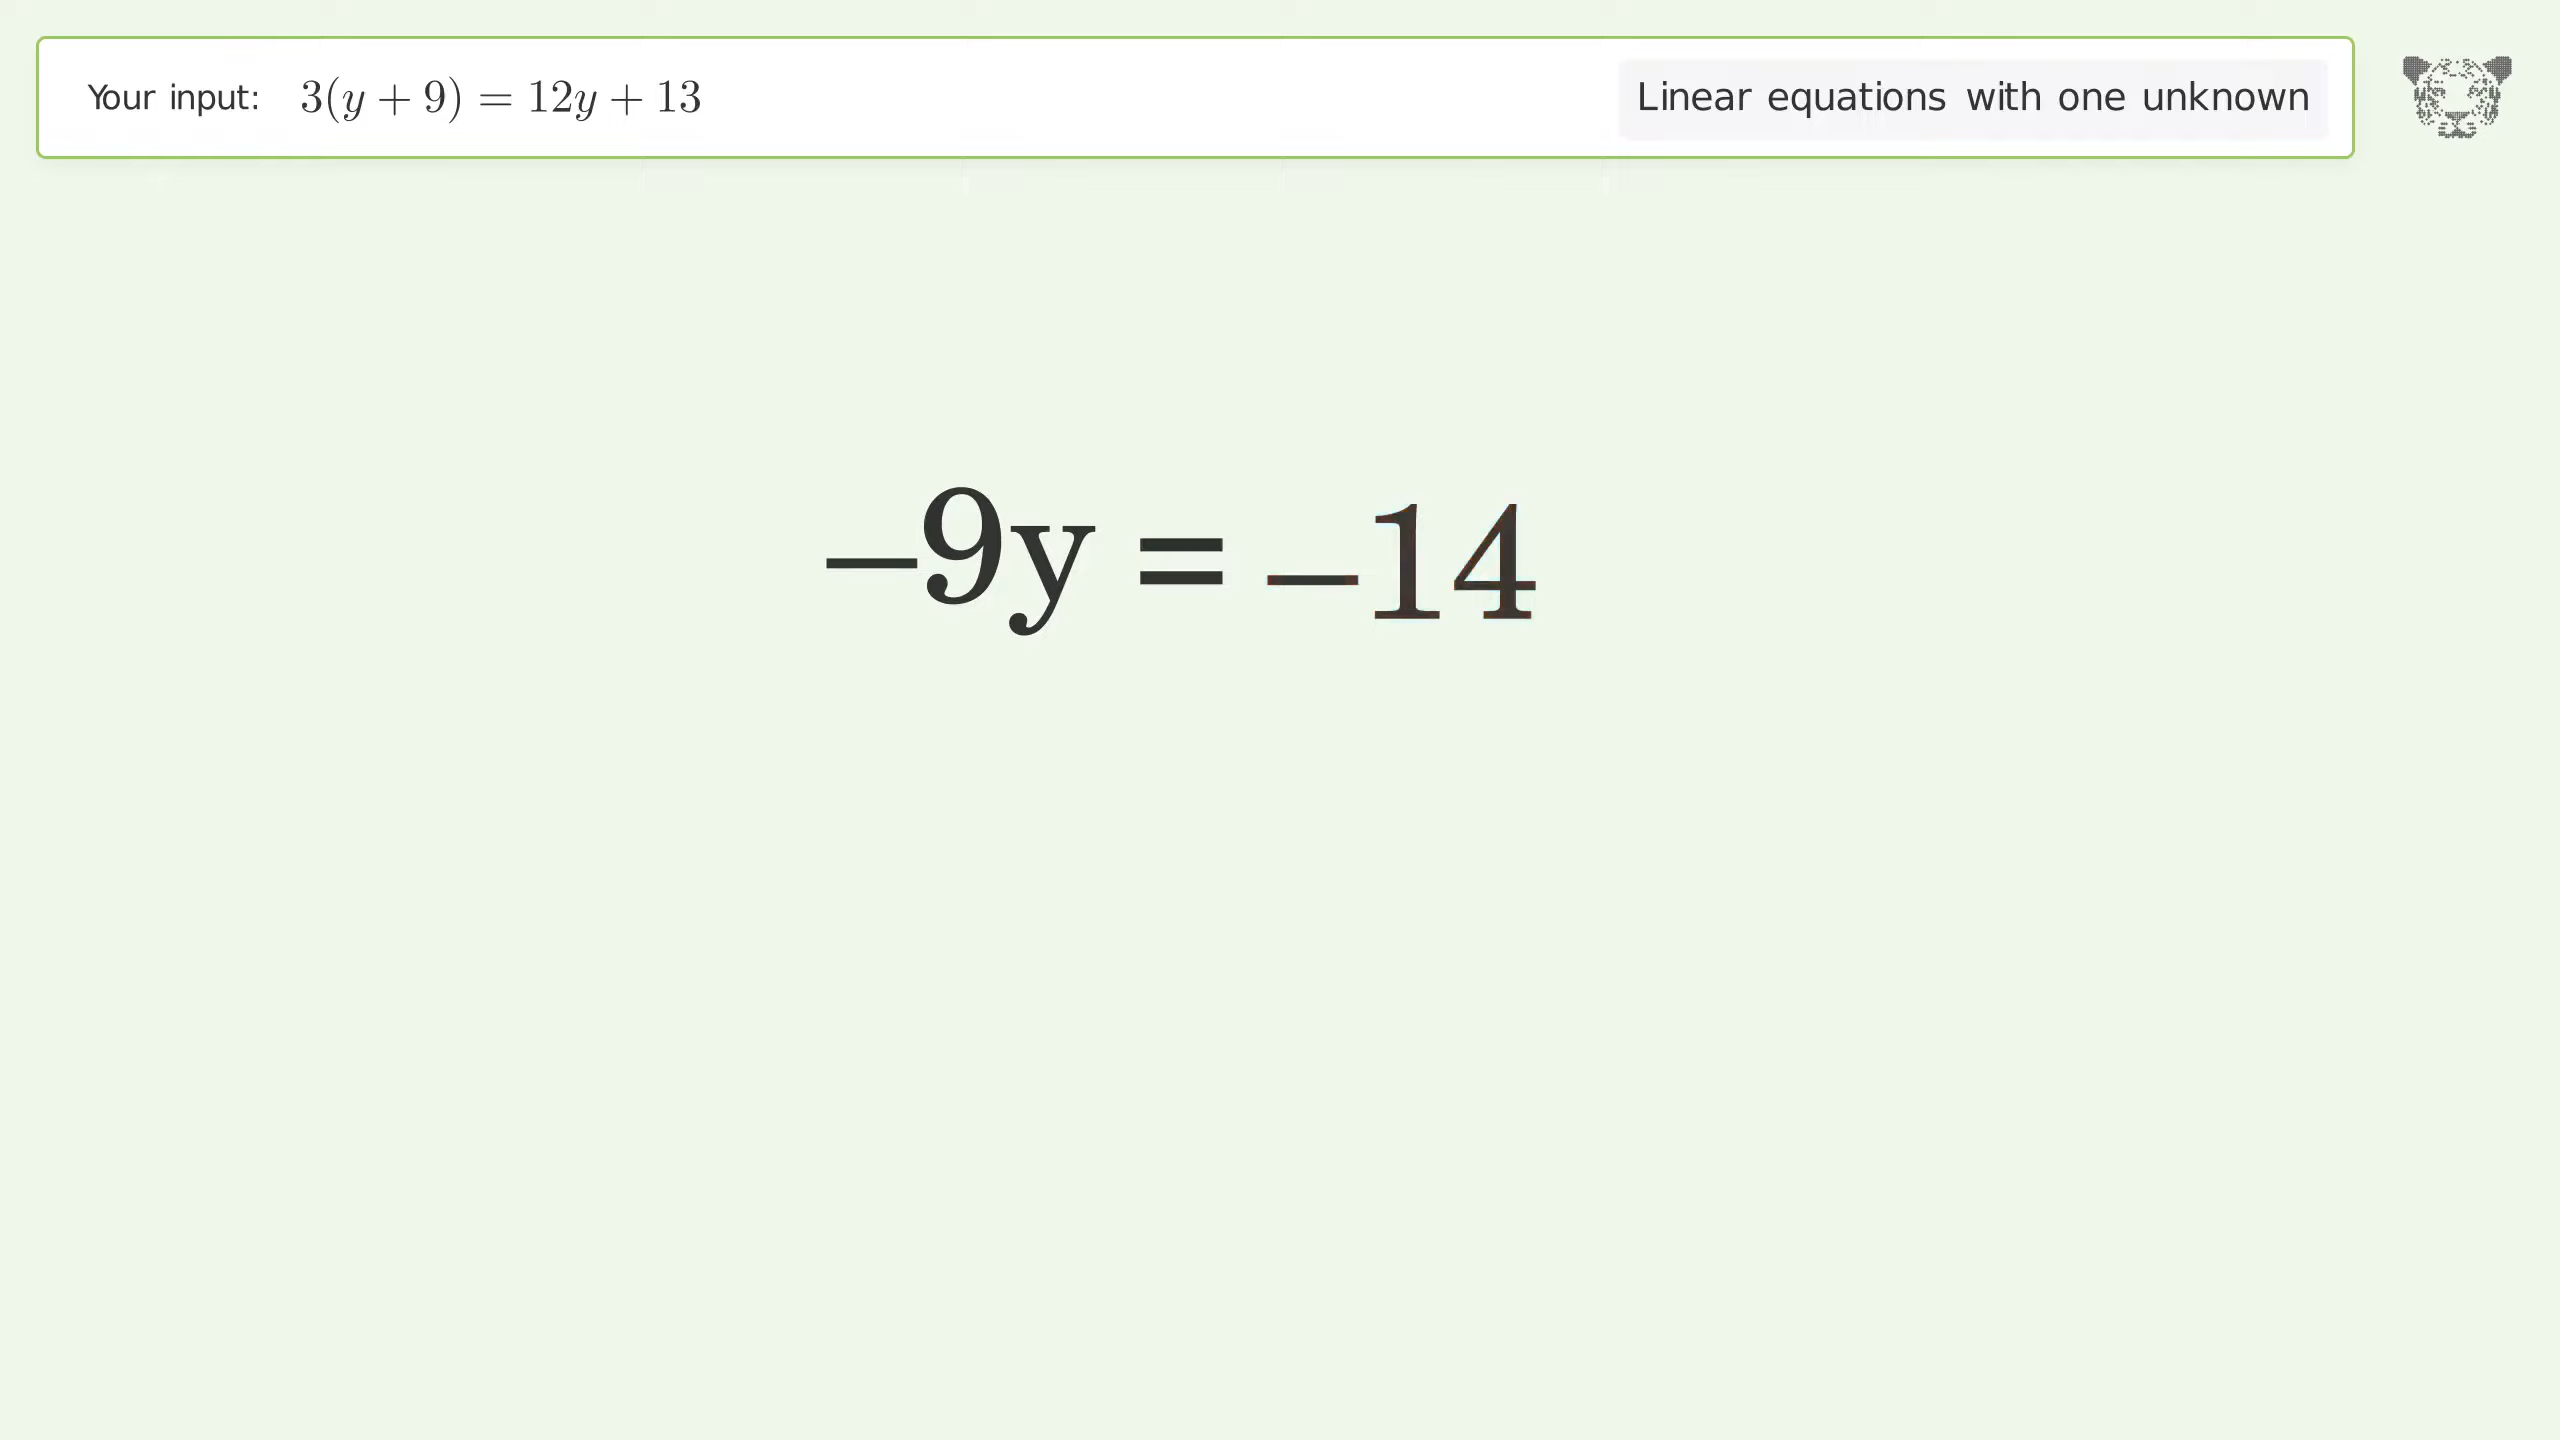 Your input: 3(y + 9) = 12y + 13
Linear equations with one unknown
−9y = −14